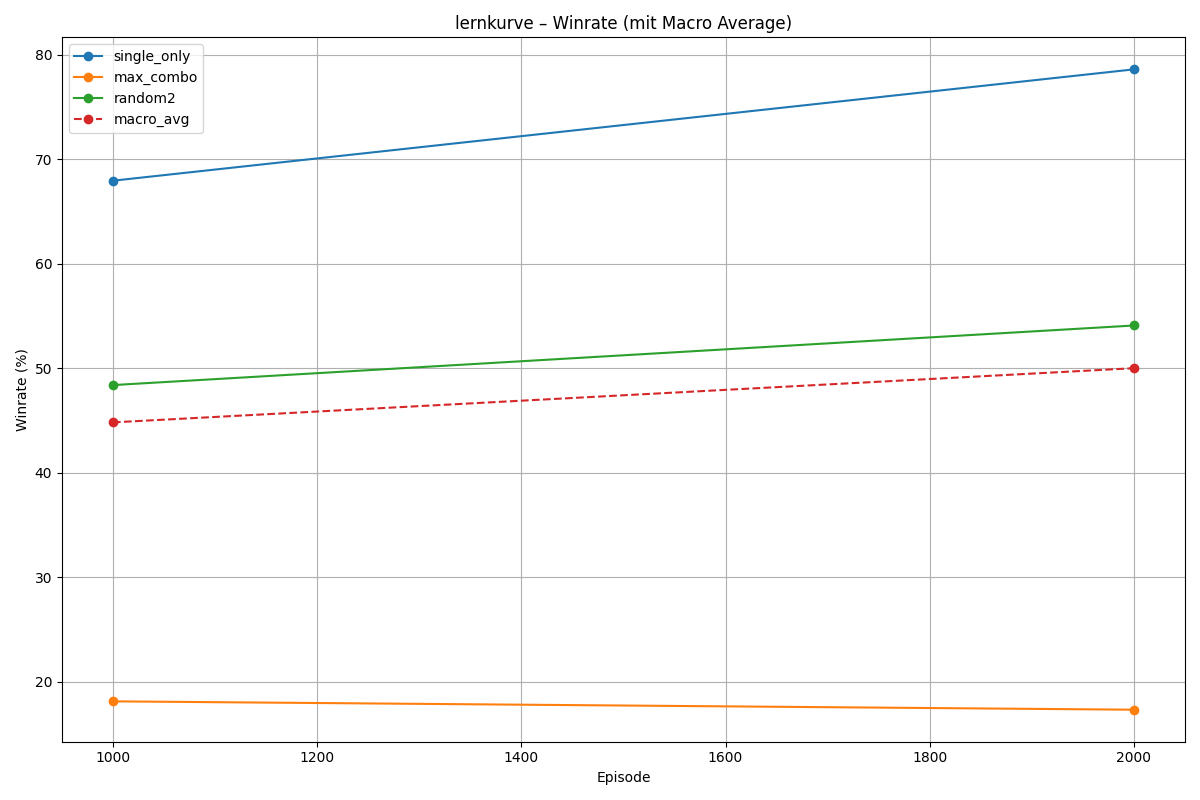 lernkurve – Winrate (mit Macro Average)
single_only
max_combo
random2
macro_avg
Winrate (%)
80
70
60
50
40
30
20
1000 1200 1400 1600 1800 2000
Episode